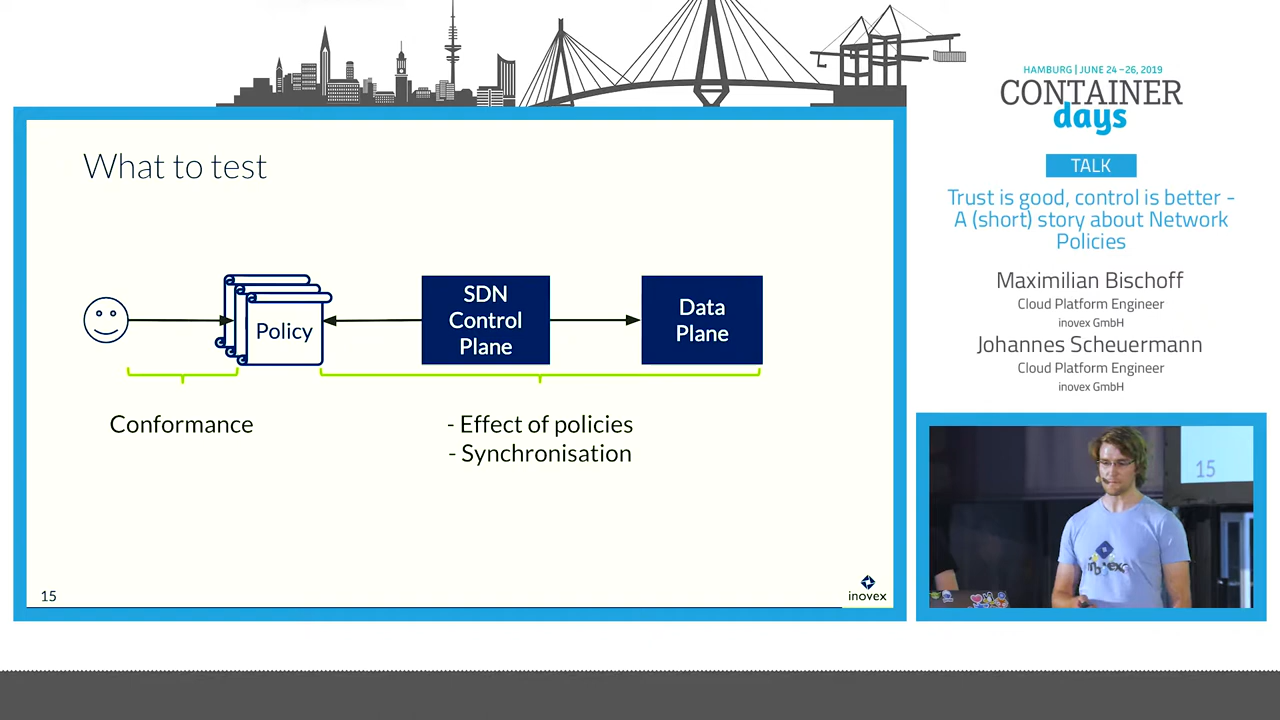 HAMBURG | JUNE 24 – 26, 2019
CONTAINER
days
TALK
Trust is good, control is better -
A (short) story about Network
Policies
Maximilian Bischoff
Cloud Platform Engineer
inovex GmbH
Johannes Scheuermann
Cloud Platform Engineer
inovex GmbH
What to test
Policy
SDN
Control
Plane
Data
Plane
Conformance
- Effect of policies
- Synchronisation
15
inovex
15
inovex